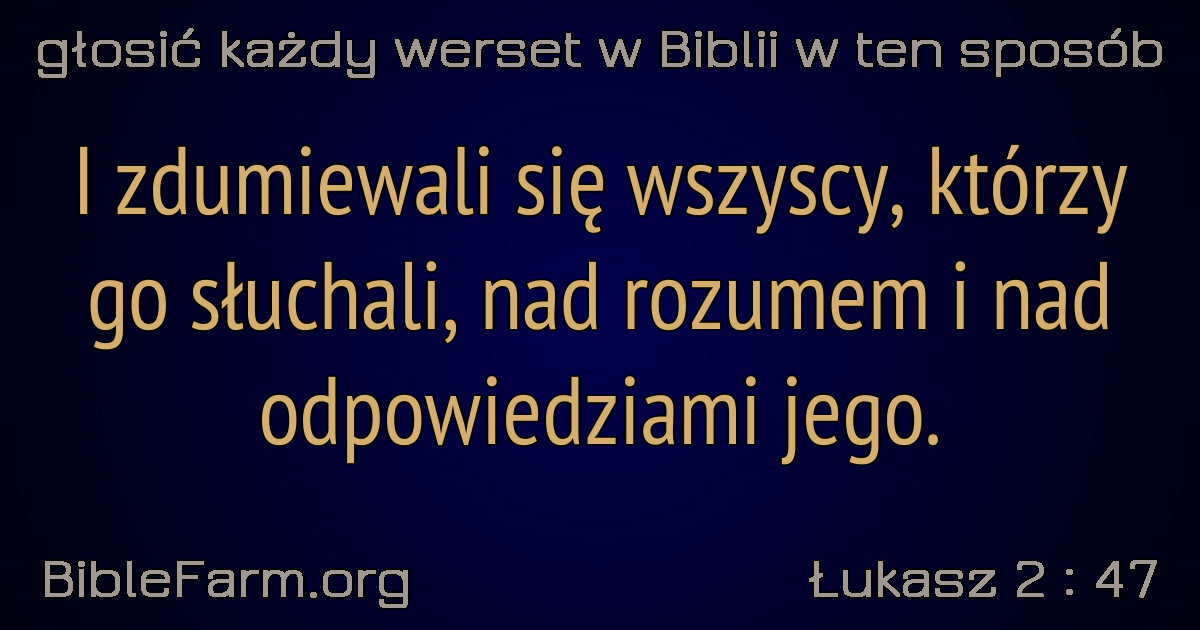 głosić każdy werset w Biblii w ten sposób
I zdumiewali się wszyscy, którzy
go słuchali, nad rozumem i nad
odpowiedziami jego.
BibleFarm.org
Łukasz 2 : 47